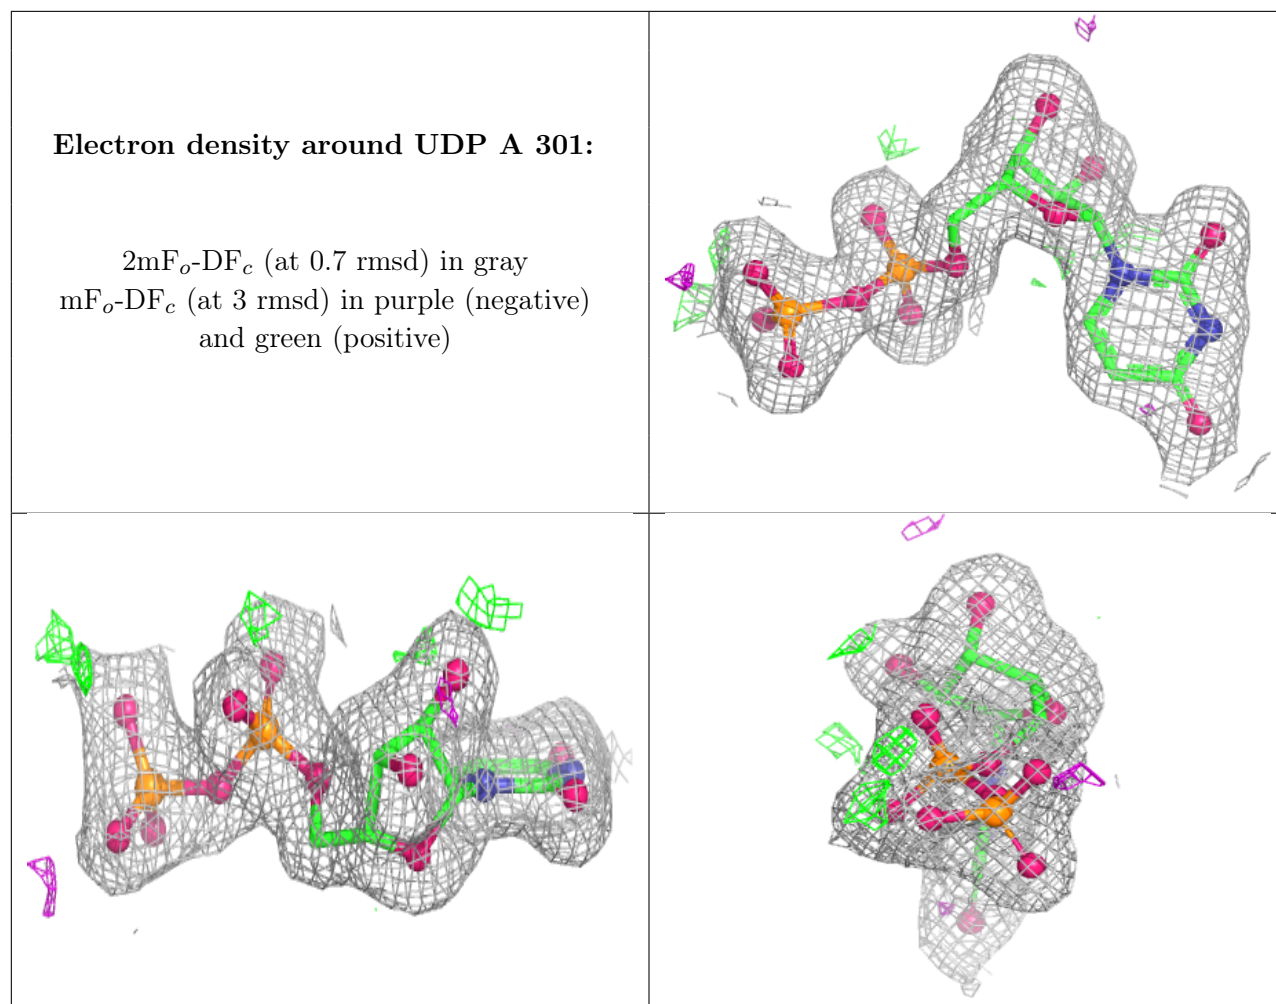 Electron density around UDP A 301:
2mFo-DFc (at 0.7 rmsd) in gray
mFo-DFc (at 3 rmsd) in purple (negative)
and green (positive)